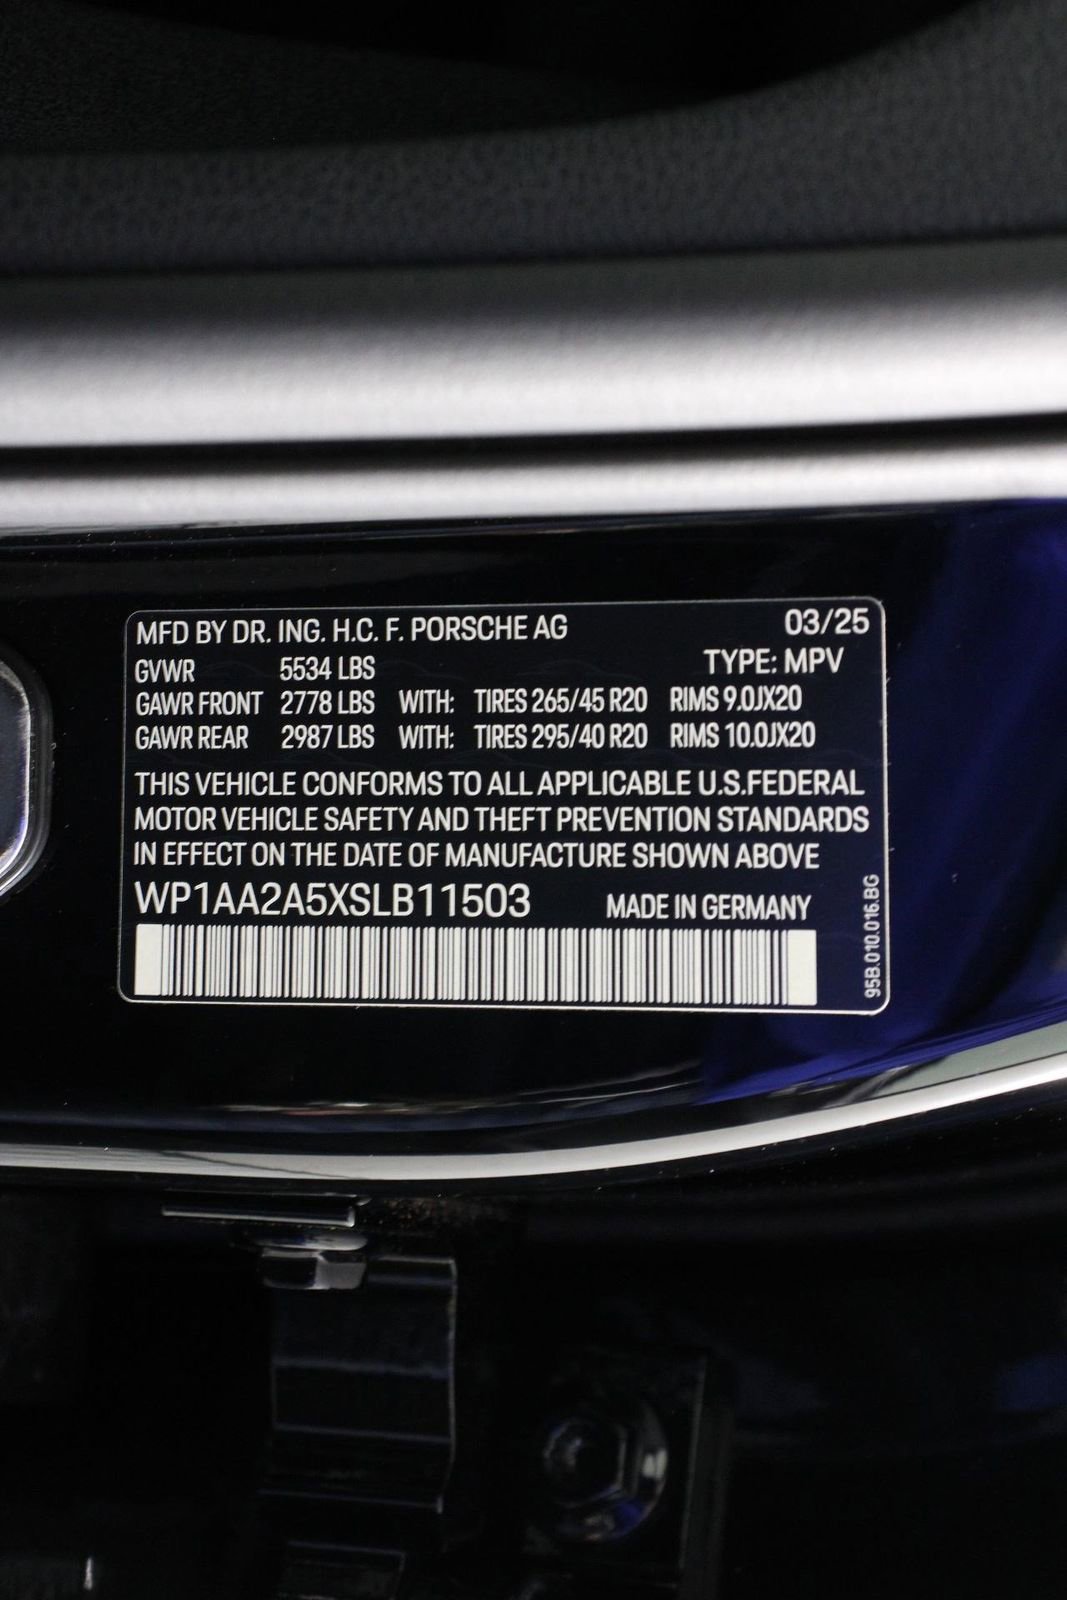 MFD BY DR. ING. H.C. F. PORSCHE AG 03/25
GVWR 5534 LBS TYPE: MPV
GAWR FRONT 2778 LBS WITH: TIRES 265/45 R20 RIMS 9.0JX20
GAWR REAR 2987 LBS WITH: TIRES 295/40 R20 RIMS 10.0JX20
THIS VEHICLE CONFORMS TO ALL APPLICABLE U.S.FEDERAL
MOTOR VEHICLE SAFETY AND THEFT PREVENTION STANDARDS
IN EFFECT ON THE DATE OF MANUFACTURE SHOWN ABOVE
WP1AA2A5XSLB11503 MADE IN GERMANY
95B.010.016.BG